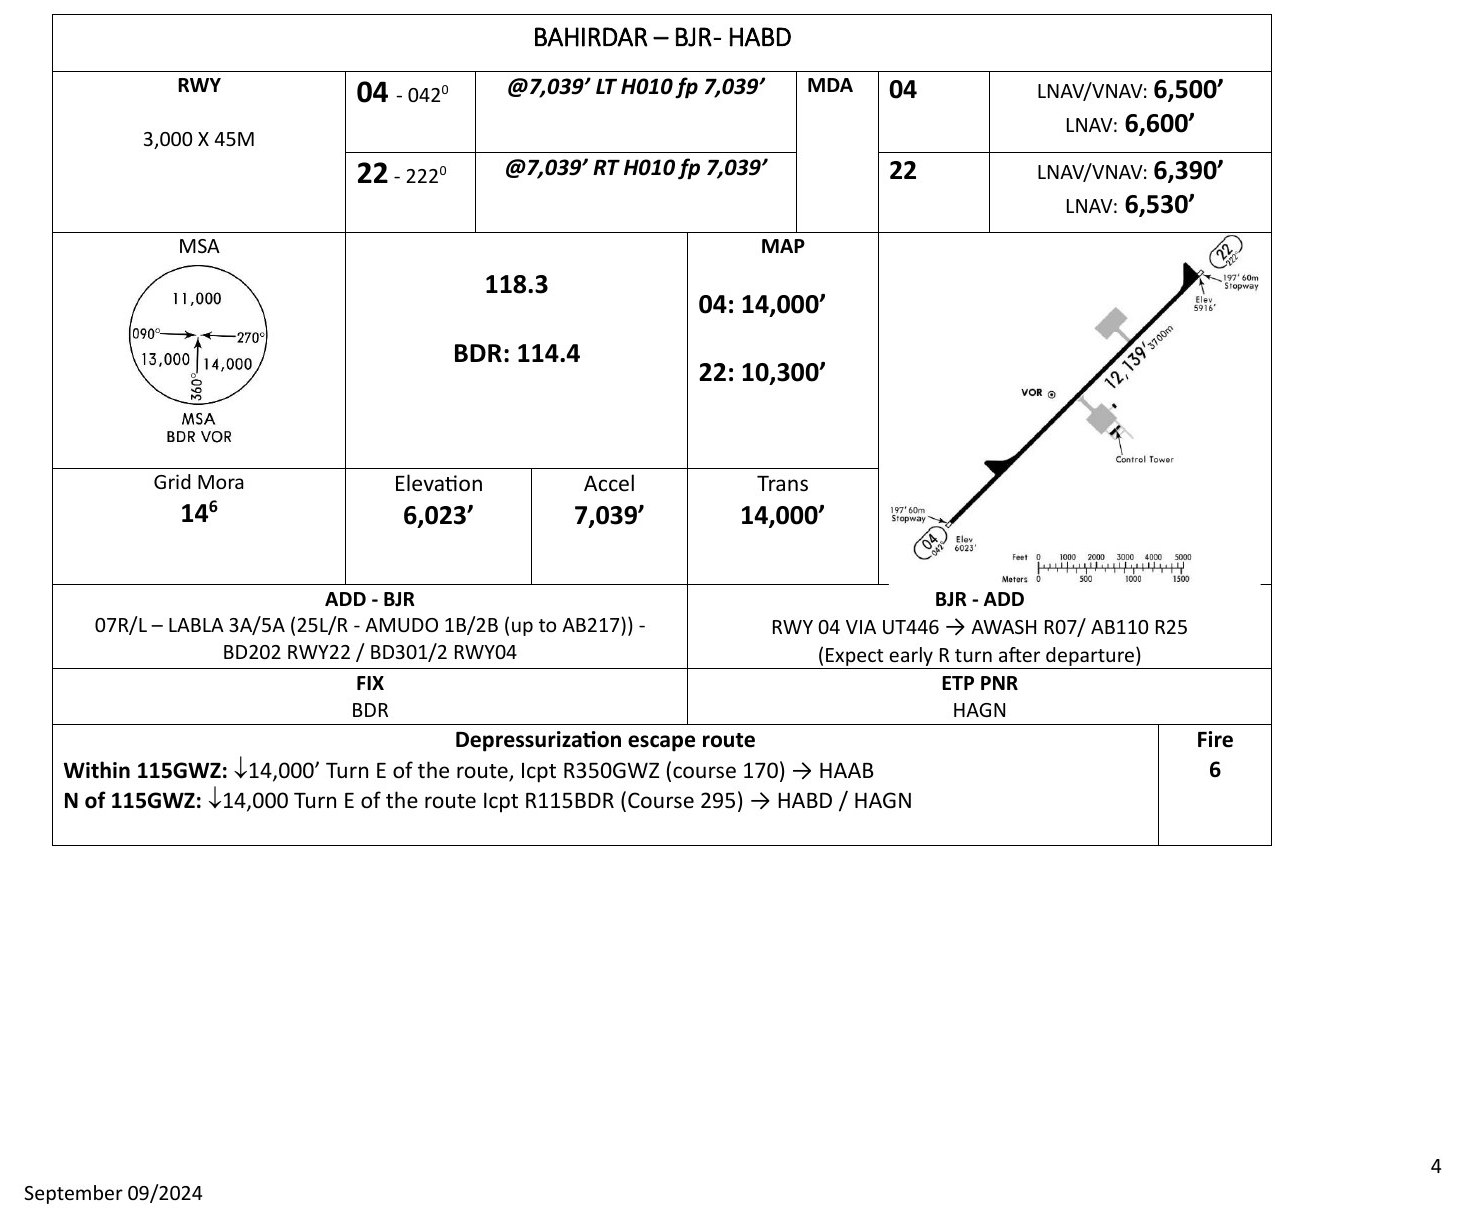 BAHIRDAR – BJR- HABD
RWY
3,000 X 45M
04 - 042⁰
@7,039’ LT H010 fp 7,039’
MDA
04
LNAV/VNAV: 6,500’
LNAV: 6,600’
22 - 222⁰
@7,039’ RT H010 fp 7,039’
22
LNAV/VNAV: 6,390’
LNAV: 6,530’
MSA
11,000
090°
270°
13,000
14,000
360°
MSA
BDR VOR
118.3
BDR: 114.4
MAP
04: 14,000’
22: 10,300’
22
222°
197' 60m
Stopway
Elev
5916'
12,139' 3700m
VOR
Control Tower
197' 60m
Stopway
04
042°
Elev
6023'
Feet 0 1000 2000 3000 4000 5000
Meters 0 500 1000 1500
Grid Mora
14⁶
Elevation
6,023’
Accel
7,039’
Trans
14,000’
ADD - BJR
07R/L – LABLA 3A/5A (25L/R - AMUDO 1B/2B (up to AB217)) -
BD202 RWY22 / BD301/2 RWY04
BJR - ADD
RWY 04 VIA UT446 → AWASH R07/ AB110 R25
(Expect early R turn after departure)
FIX
BDR
ETP PNR
HAGN
Depressurization escape route
Within 115GWZ: ↓14,000’ Turn E of the route, Icpt R350GWZ (course 170) → HAAB
N of 115GWZ: ↓14,000 Turn E of the route Icpt R115BDR (Course 295) → HABD / HAGN
Fire
6
4
September 09/2024